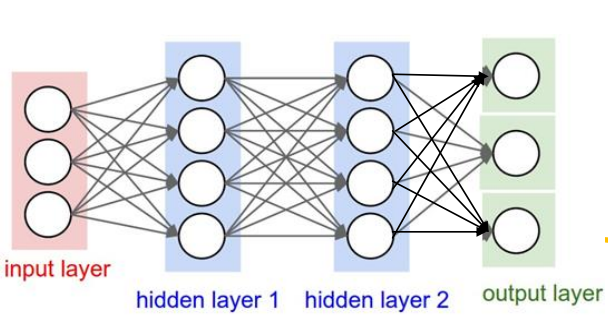 input layer
hidden layer 1
hidden layer 2
output layer